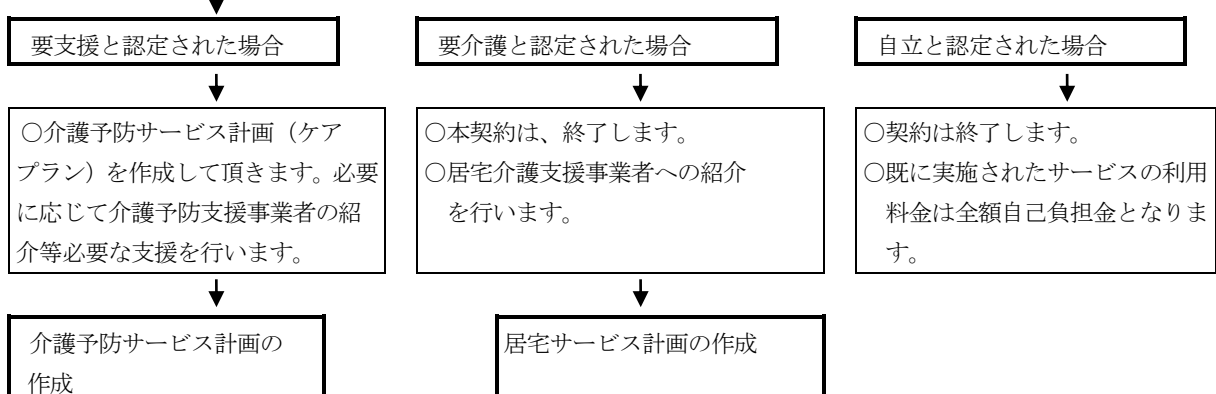 要支援と認定された場合
要介護と認定された場合
自立と認定された場合
○介護予防サービス計画（ケア
プラン）を作成して頂きます。必要
に応じて介護予防支援事業者の紹
介等必要な支援を行います。
○本契約は、終了します。
○居宅介護支援事業者への紹介
を行います。
○契約は終了します。
○既に実施されたサービスの利用
料金は全額自己負担金となりま
す。
介護予防サービス計画の
作成
居宅サービス計画の作成